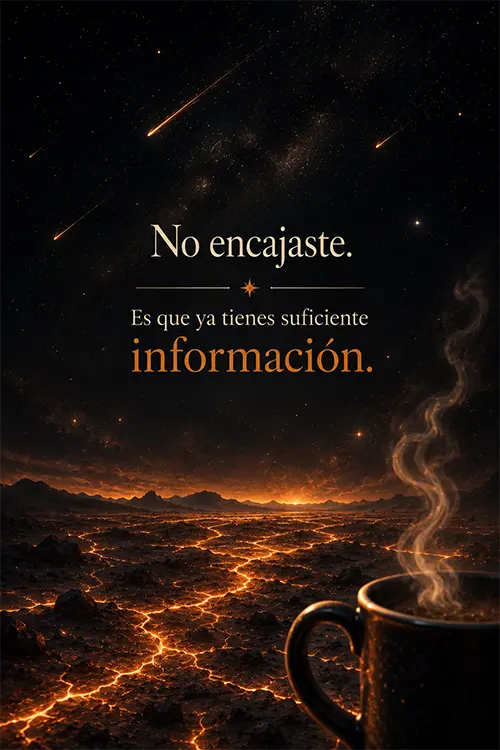 No encajaste.
Es que ya tienes suficiente
información.